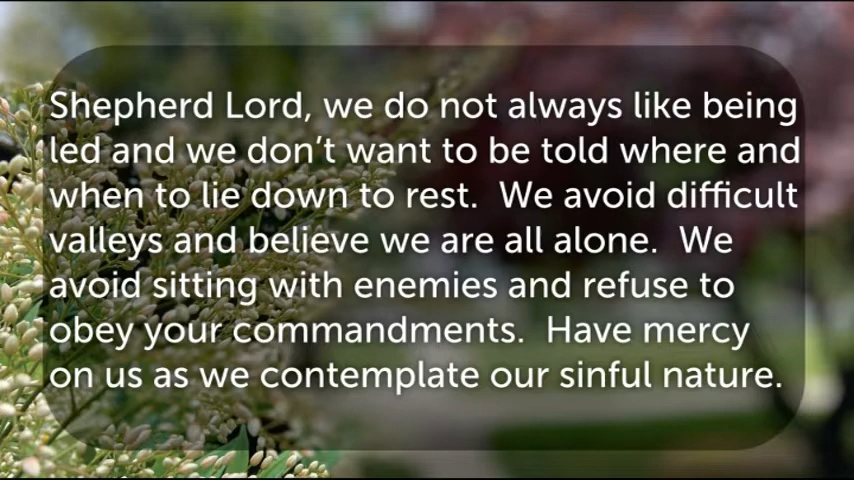 Shepherd Lord, we do not always like being
led and we don’t want to be told where and
when to lie down to rest.  We avoid difficult
valleys and believe we are all alone.  We
avoid sitting with enemies and refuse to
obey your commandments.  Have mercy
on us as we contemplate our sinful nature.